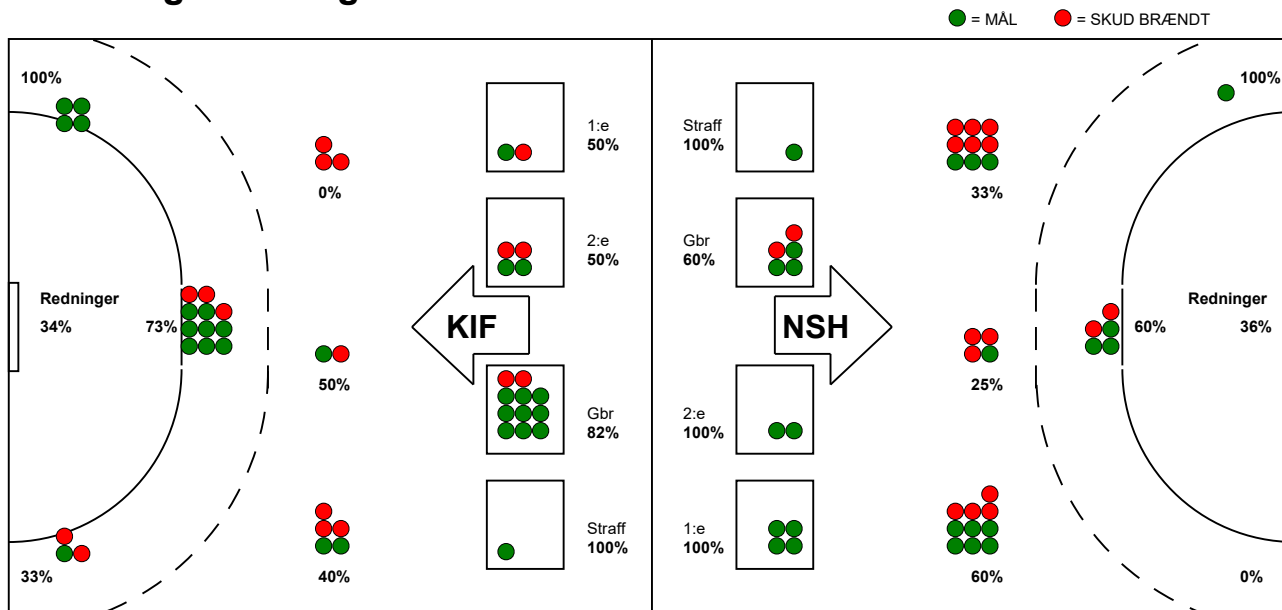 = MÅL = SKUD BRÆNDT
100%
0%
Redninger
34%
73%
50%
33%
40%
1:e
50%
2:e
50%
KIF
Gbr
82%
Straff
100%
Straff
100%
Gbr
60%
NSH
2:e
100%
1:e
100%
33%
25%
60%
100%
60%
Redninger
36%
0%